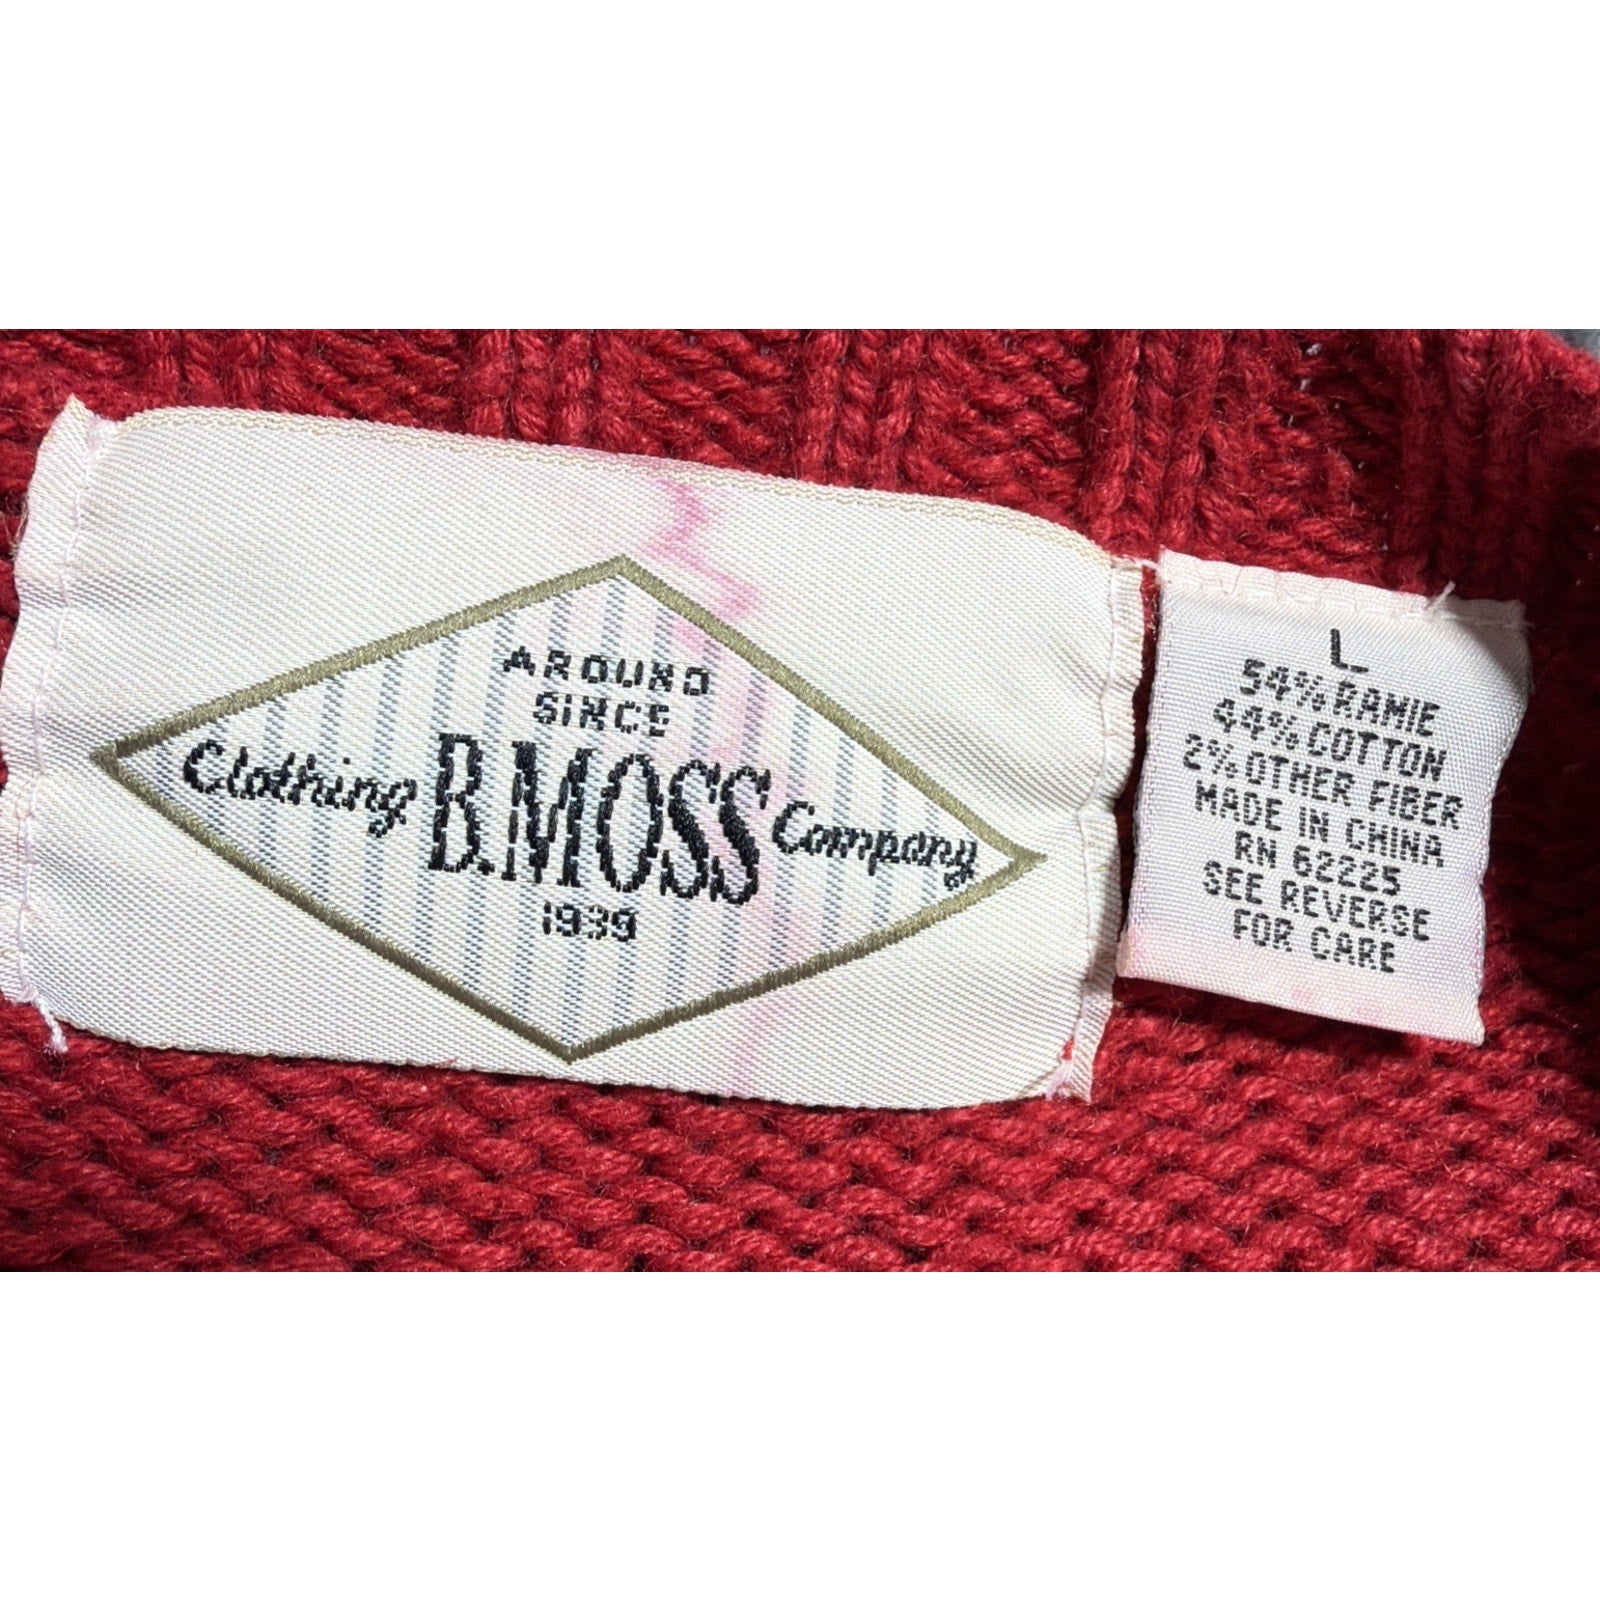 AROUND
SINCE
Clothing B.MOSS Company
1939
L
54% RAMIE
44% COTTON
2% OTHER FIBER
MADE IN CHINA
RN 62225
SEE REVERSE
FOR CARE